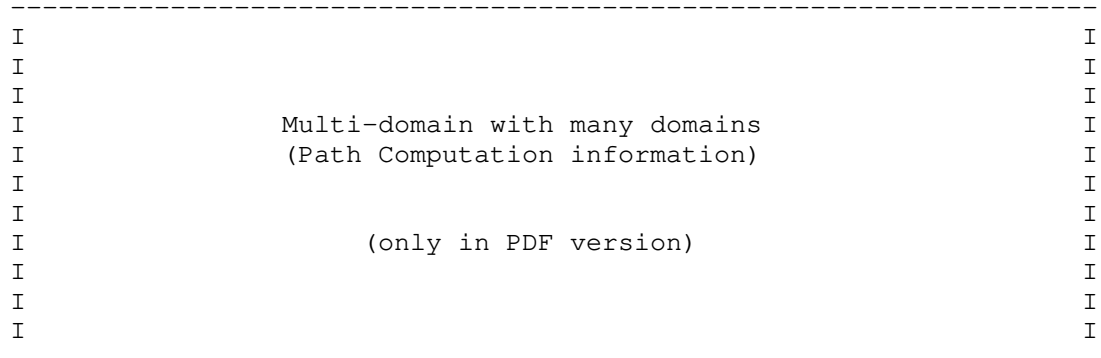 ----------------------------------------------------------------------
I                                                                    I
I                                                                    I
I                                                                    I
I                Multi-domain with many domains                      I
I                (Path Computation information)                      I
I                                                                    I
I                                                                    I
I                     (only in PDF version)                          I
I                                                                    I
I                                                                    I
I                                                                    I